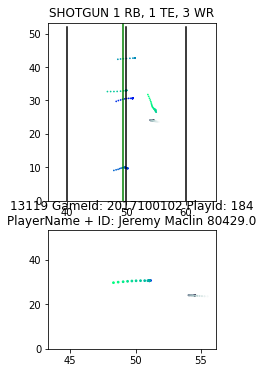 SHOTGUN 1 RB, 1 TE, 3 WR
50
40
30
20
10
0
40 50 60
13119 GameId: 2017100102 PlayId: 184
PlayerName + ID: Jeremy Maclin 80429.0
40
20
0
45 50 55